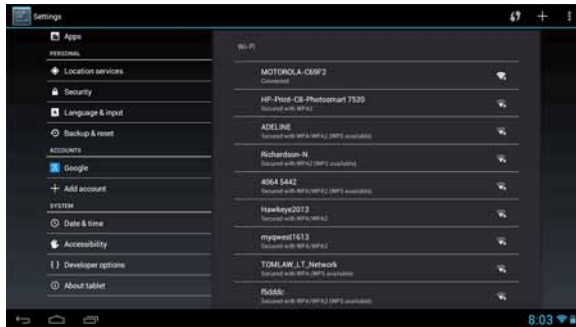 Settings
Apps
PERSONAL
Location services
Security
Language & input
Backup & reset
ACCOUNTS
Google
Add account
SYSTEM
Date & time
Accessibility
Developer options
About tablet
Wi-Fi
MOTOROLA-C69F2
Connected
HP-Print-C8-Photosmart 7520
Secured with WPA2
ADELINE
Secured with WPA/WPA2 (WPS available)
Richardson-N
Secured with WPA2 (WPS available)
4064 5442
Secured with WPA/WPA2 (WPS available)
Hawkeye2013
Secured with WPA/WPA2
myqwest1613
Secured with WPA/WPA2
TOMLAW_LT_Network
Secured with WPA (WPS available)
Secured with WPA/WPA2 (WPS available)
8:03